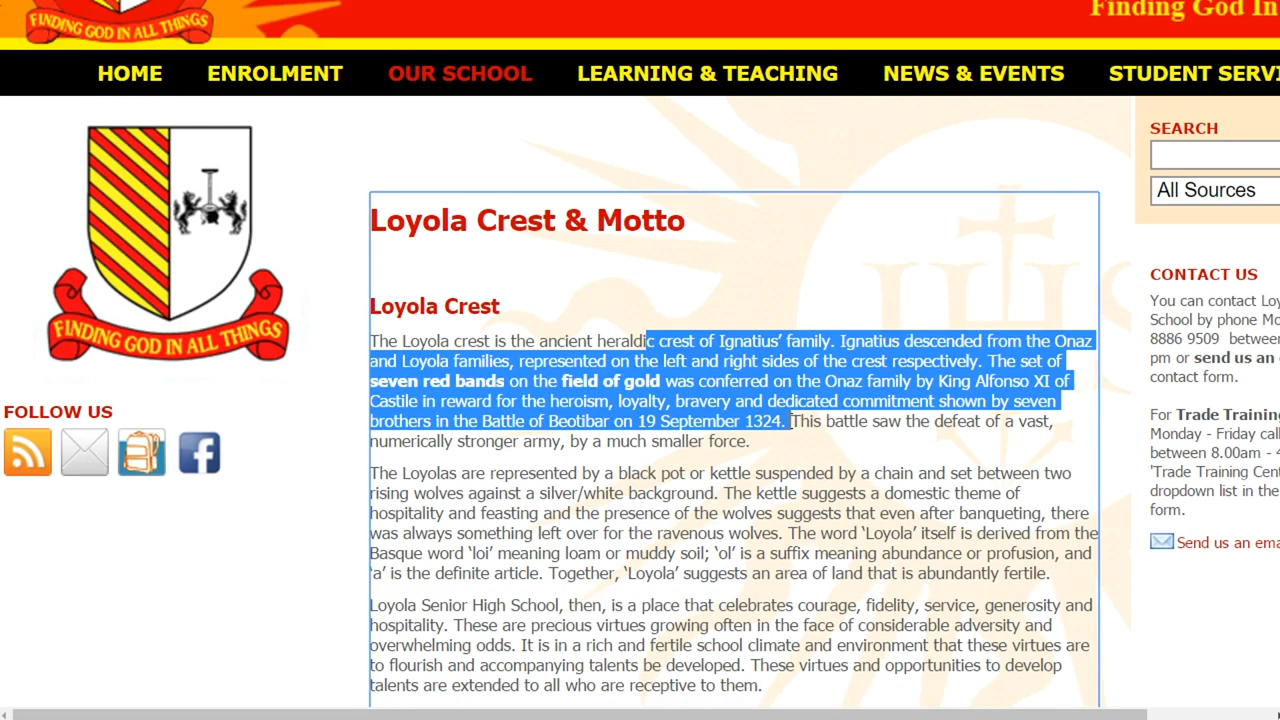 FINDING GOD IN ALL THINGS
Finding God In
HOME ENROLMENT OUR SCHOOL LEARNING & TEACHING NEWS & EVENTS STUDENT SERVI
FINDING GOD IN ALL THINGS
FOLLOW US
Loyola Crest & Motto
Loyola Crest
The Loyola crest is the ancient heraldic crest of Ignatius’ family. Ignatius descended from the Onaz
and Loyola families, represented on the left and right sides of the crest respectively. The set of
seven red bands on the field of gold was conferred on the Onaz family by King Alfonso XI of
Castile in reward for the heroism, loyalty, bravery and dedicated commitment shown by seven
brothers in the Battle of Beotibar on 19 September 1324. This battle saw the defeat of a vast,
numerically stronger army, by a much smaller force.
The Loyolas are represented by a black pot or kettle suspended by a chain and set between two
rising wolves against a silver/white background. The kettle suggests a domestic theme of
hospitality and feasting and the presence of the wolves suggests that even after banqueting, there
was always something left over for the ravenous wolves. The word ‘Loyola’ itself is derived from the
Basque word ‘loi’ meaning loam or muddy soil; ‘ol’ is a suffix meaning abundance or profusion, and
‘a’ is the definite article. Together, ‘Loyola’ suggests an area of land that is abundantly fertile.
Loyola Senior High School, then, is a place that celebrates courage, fidelity, service, generosity and
hospitality. These are precious virtues growing often in the face of considerable adversity and
overwhelming odds. It is in a rich and fertile school climate and environment that these virtues are
to flourish and accompanying talents be developed. These virtues and opportunities to develop
talents are extended to all who are receptive to them.
IHS
SEARCH
All Sources
CONTACT US
You can contact Loy
School by phone Mo
8886 9509 between
pm or send us an
contact form.
For Trade Training
Monday - Friday call
between 8.00am - 4
'Trade Training Cent
dropdown list in the
form.
Send us an ema